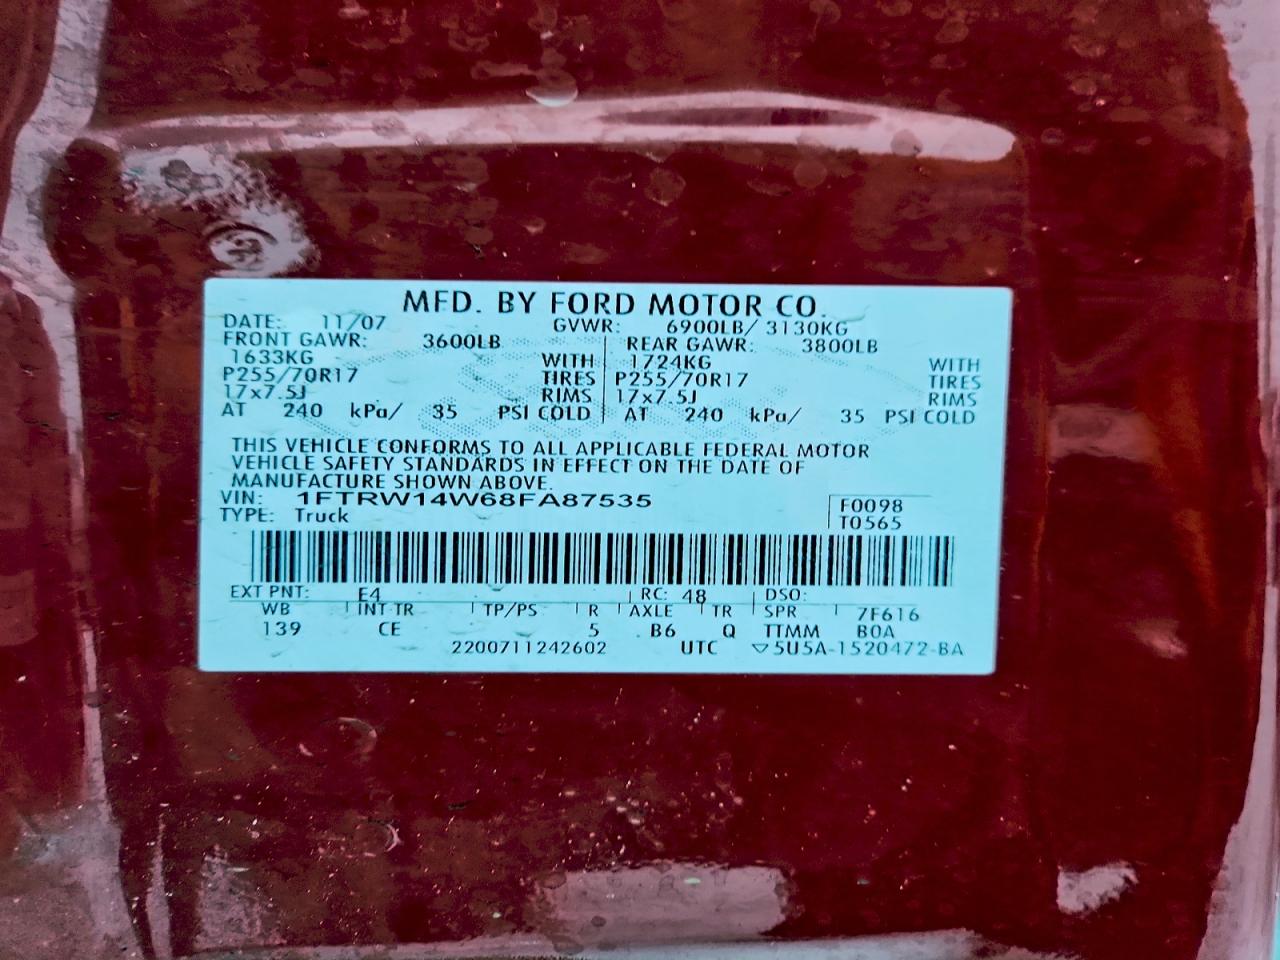 MFD. BY FORD MOTOR CO.
DATE: 11/07 GVWR: 6900LB/ 3130KG
FRONT GAWR: 3600LB REAR GAWR: 3800LB
1633KG WITH 1724KG WITH
P255/70R17 TIRES P255/70R17 TIRES
17x7.5J RIMS 17x7.5J RIMS
AT 240 kPa/ 35 PSI COLD AT 240 kPa/ 35 PSI COLD
THIS VEHICLE CONFORMS TO ALL APPLICABLE FEDERAL MOTOR
VEHICLE SAFETY STANDARDS IN EFFECT ON THE DATE OF
MANUFACTURE SHOWN ABOVE.
VIN: 1FTRW14W68FA87535 F0098
TYPE: Truck T0565
EXT PNT: E4 RC: 48 DSO:
WB INT TR TP/PS R AXLE TR SPR 7F616
139 CE 5 B6 Q TTMM BOA
2200711242602 UTC ▽5U5A-1520472-BA